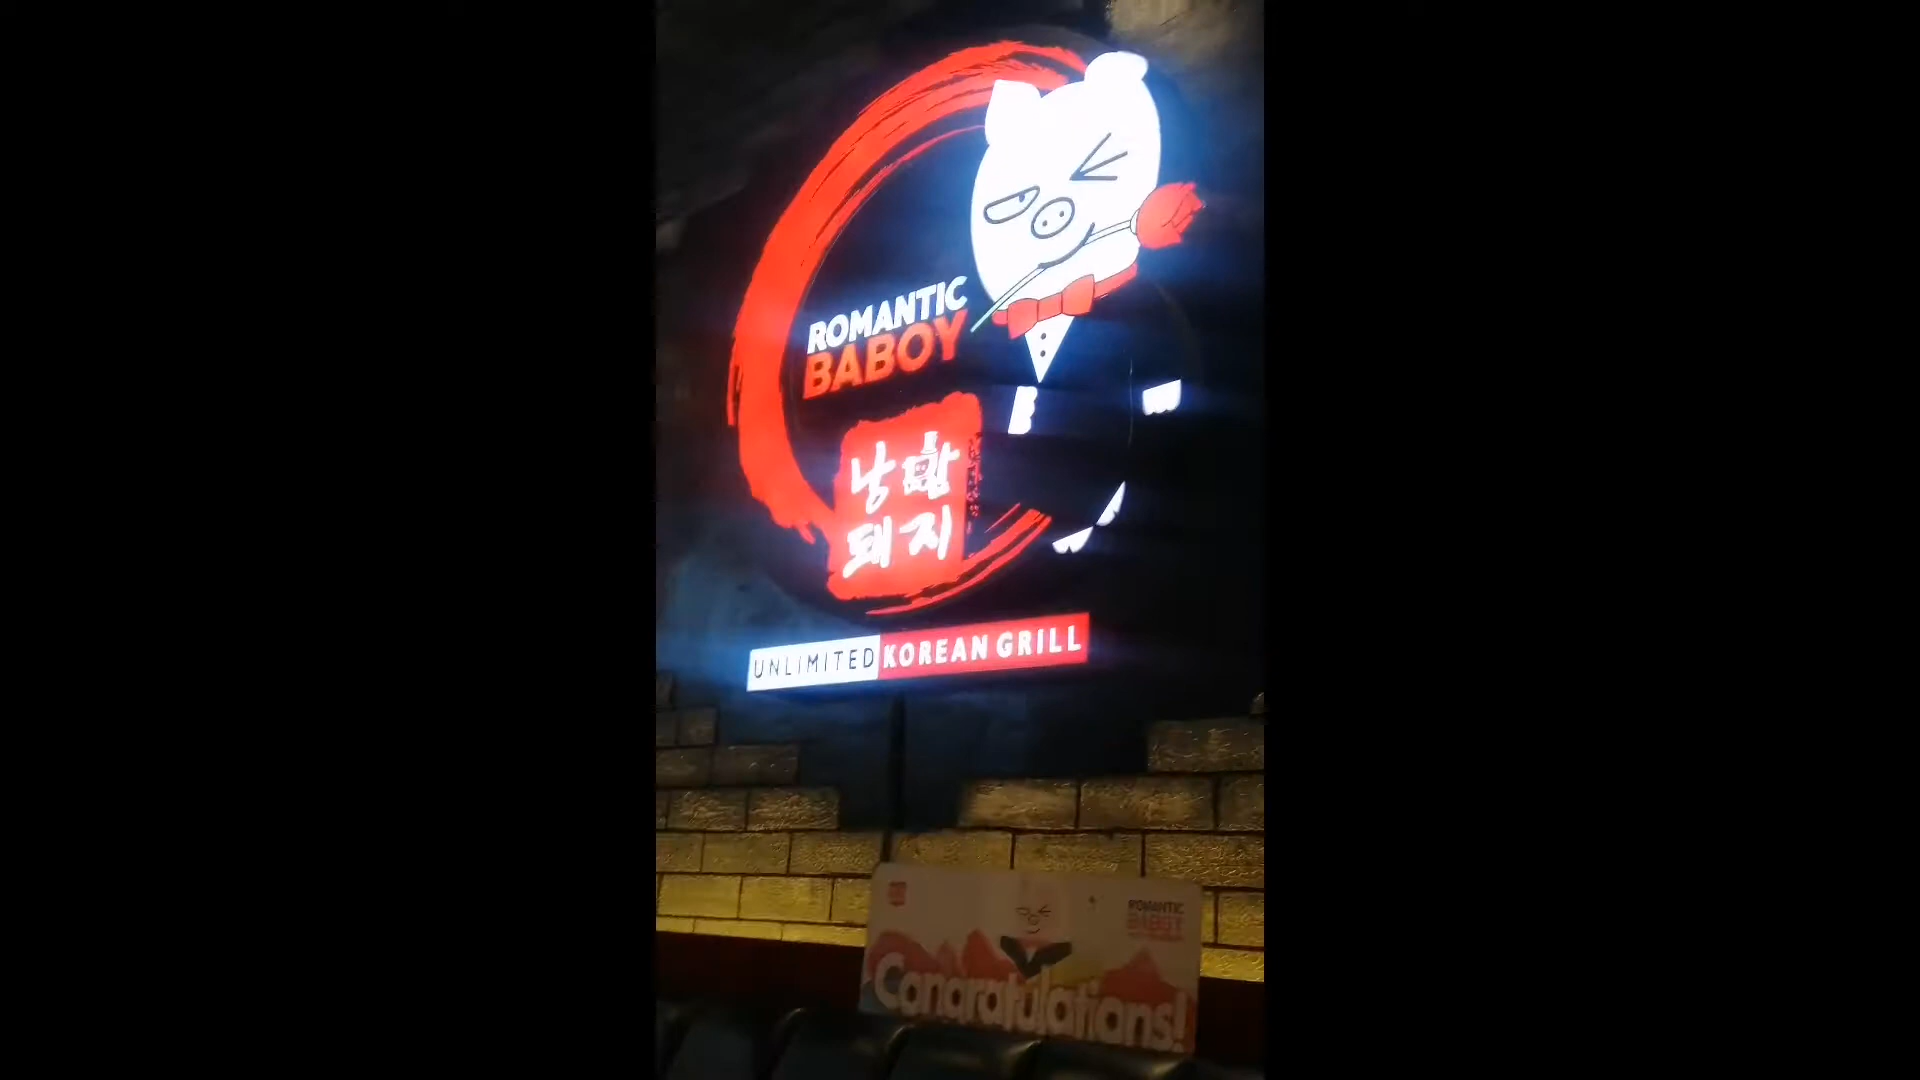 ROMANTIC
BABOY
낭만
돼지
UNLIMITED KOREAN GRILL
ROMANTIC
BABOY
Congratulations!